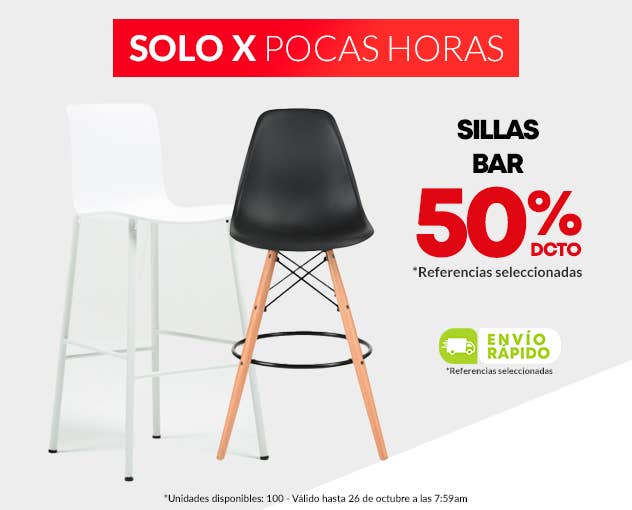 SOLO X POCAS HORAS
SILLAS
BAR
50%
DCTO
*Referencias seleccionadas
ENVÍO
RÁPIDO
*Referencias seleccionadas
*Unidades disponibles: 100 - Válido hasta 26 de octubre a las 7:59am